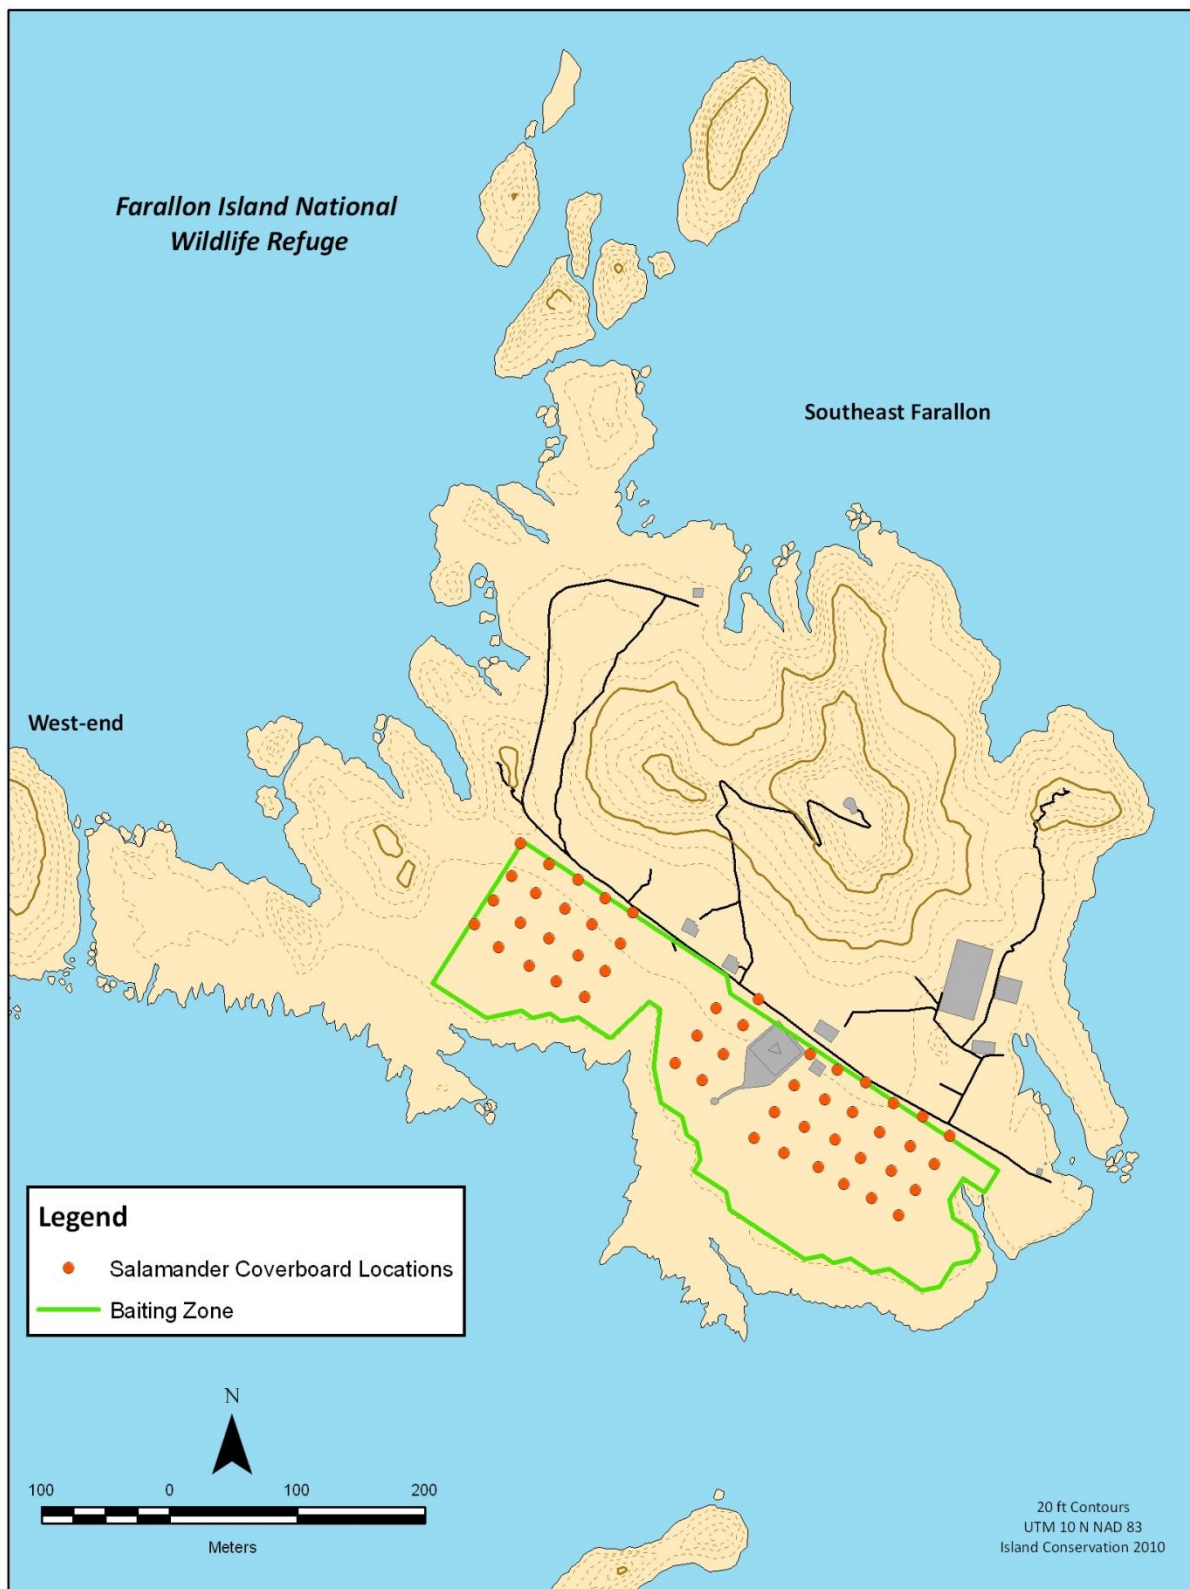 Farallon Island National
Wildlife Refuge
Southeast Farallon
West-end
Legend
Salamander Coverboard Locations
Baiting Zone
N
100 0 100 200
Meters
20 ft Contours
UTM 10 N NAD 83
Island Conservation 2010